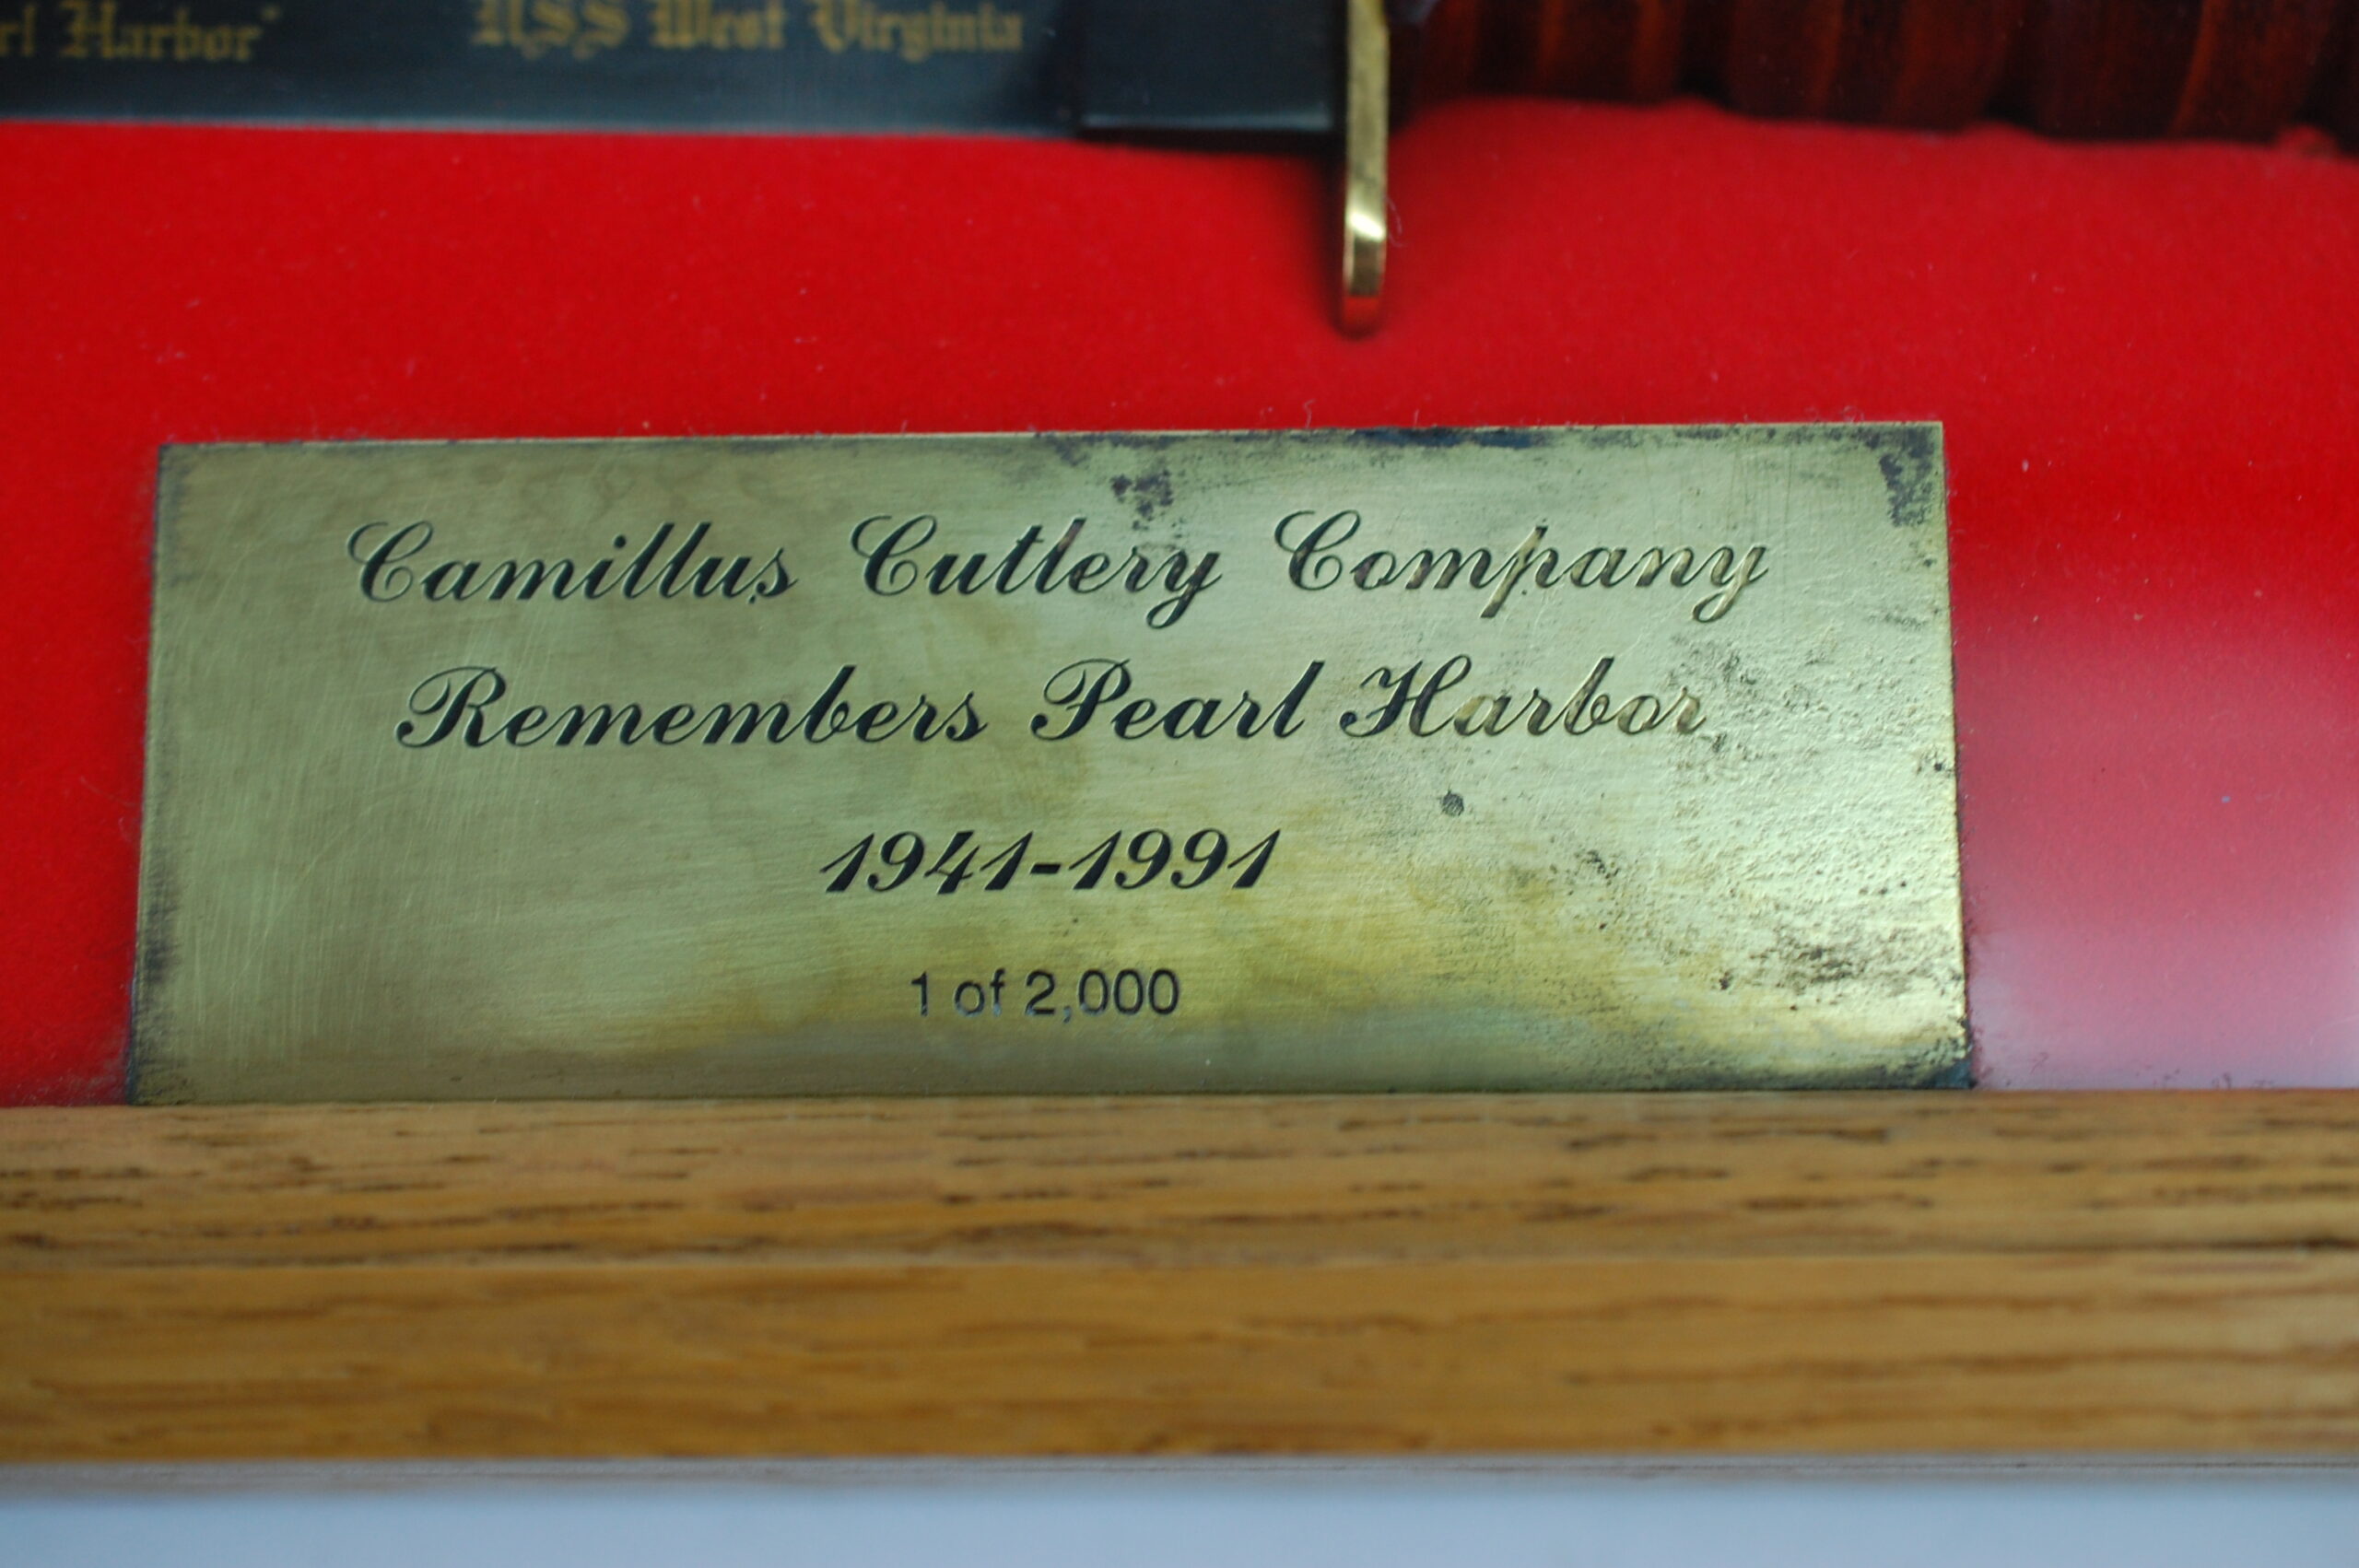 rl Harbor"
USS West Virginia
Camillus Cutlery Company
Remembers Pearl Harbor
1941-1991
1 of 2,000